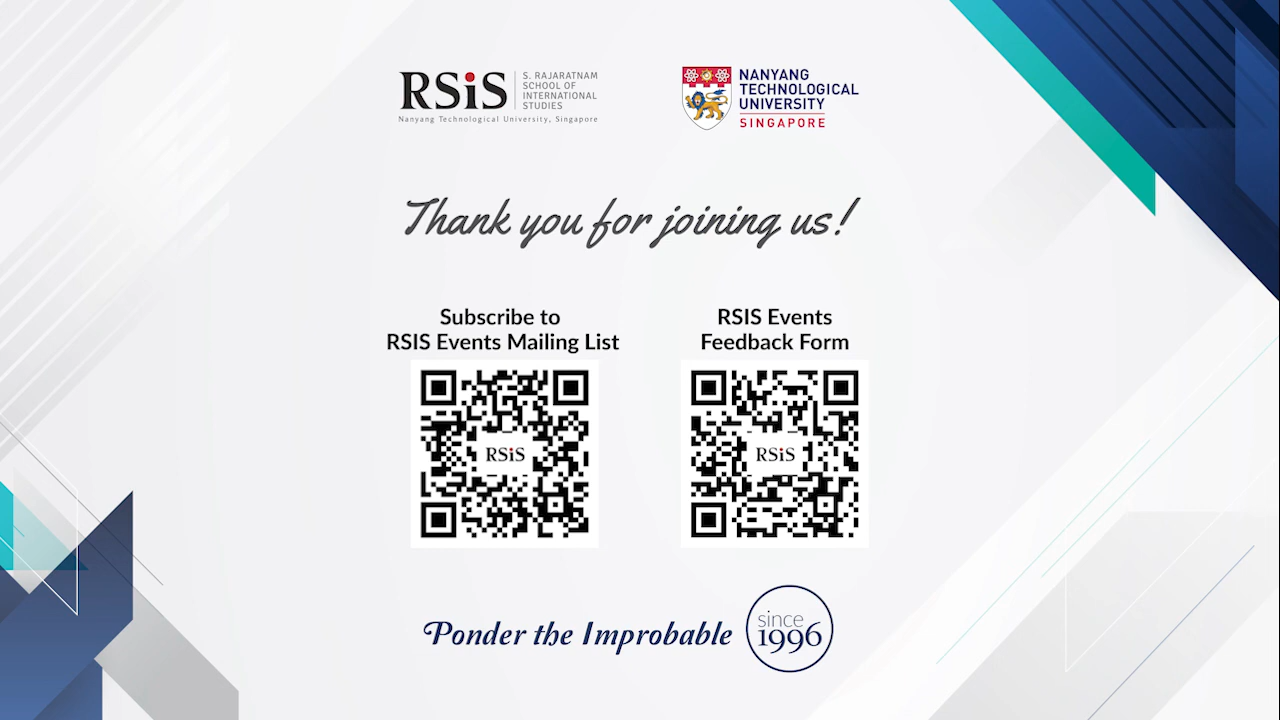 RSiS
S. RAJARATNAM
SCHOOL OF
INTERNATIONAL
STUDIES
Nanyang Technological University, Singapore
NANYANG
TECHNOLOGICAL
UNIVERSITY
SINGAPORE
Thank you for joining us!
Subscribe to
RSIS Events Mailing List
RSIS Events
Feedback Form
RSiS
RSiS
Ponder the Improbable
since
1996